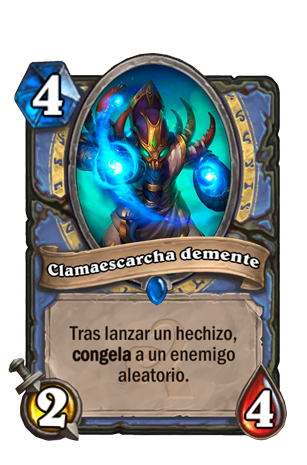 4
Clamaescarcha demente
Tras lanzar un hechizo,
congela a un enemigo
aleatorio.
2
4